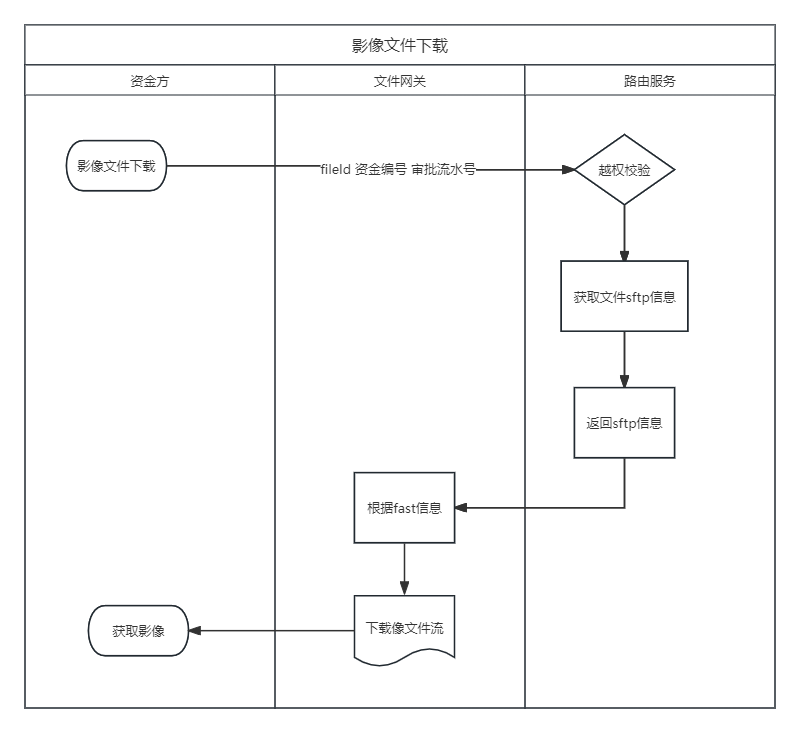 影像文件下载
资金方
文件网关
路由服务
影像文件下载
fileId 资金编号 审批流水号
越权校验
获取文件sftp信息
返回sftp信息
根据fast信息
下载像文件流
获取影像